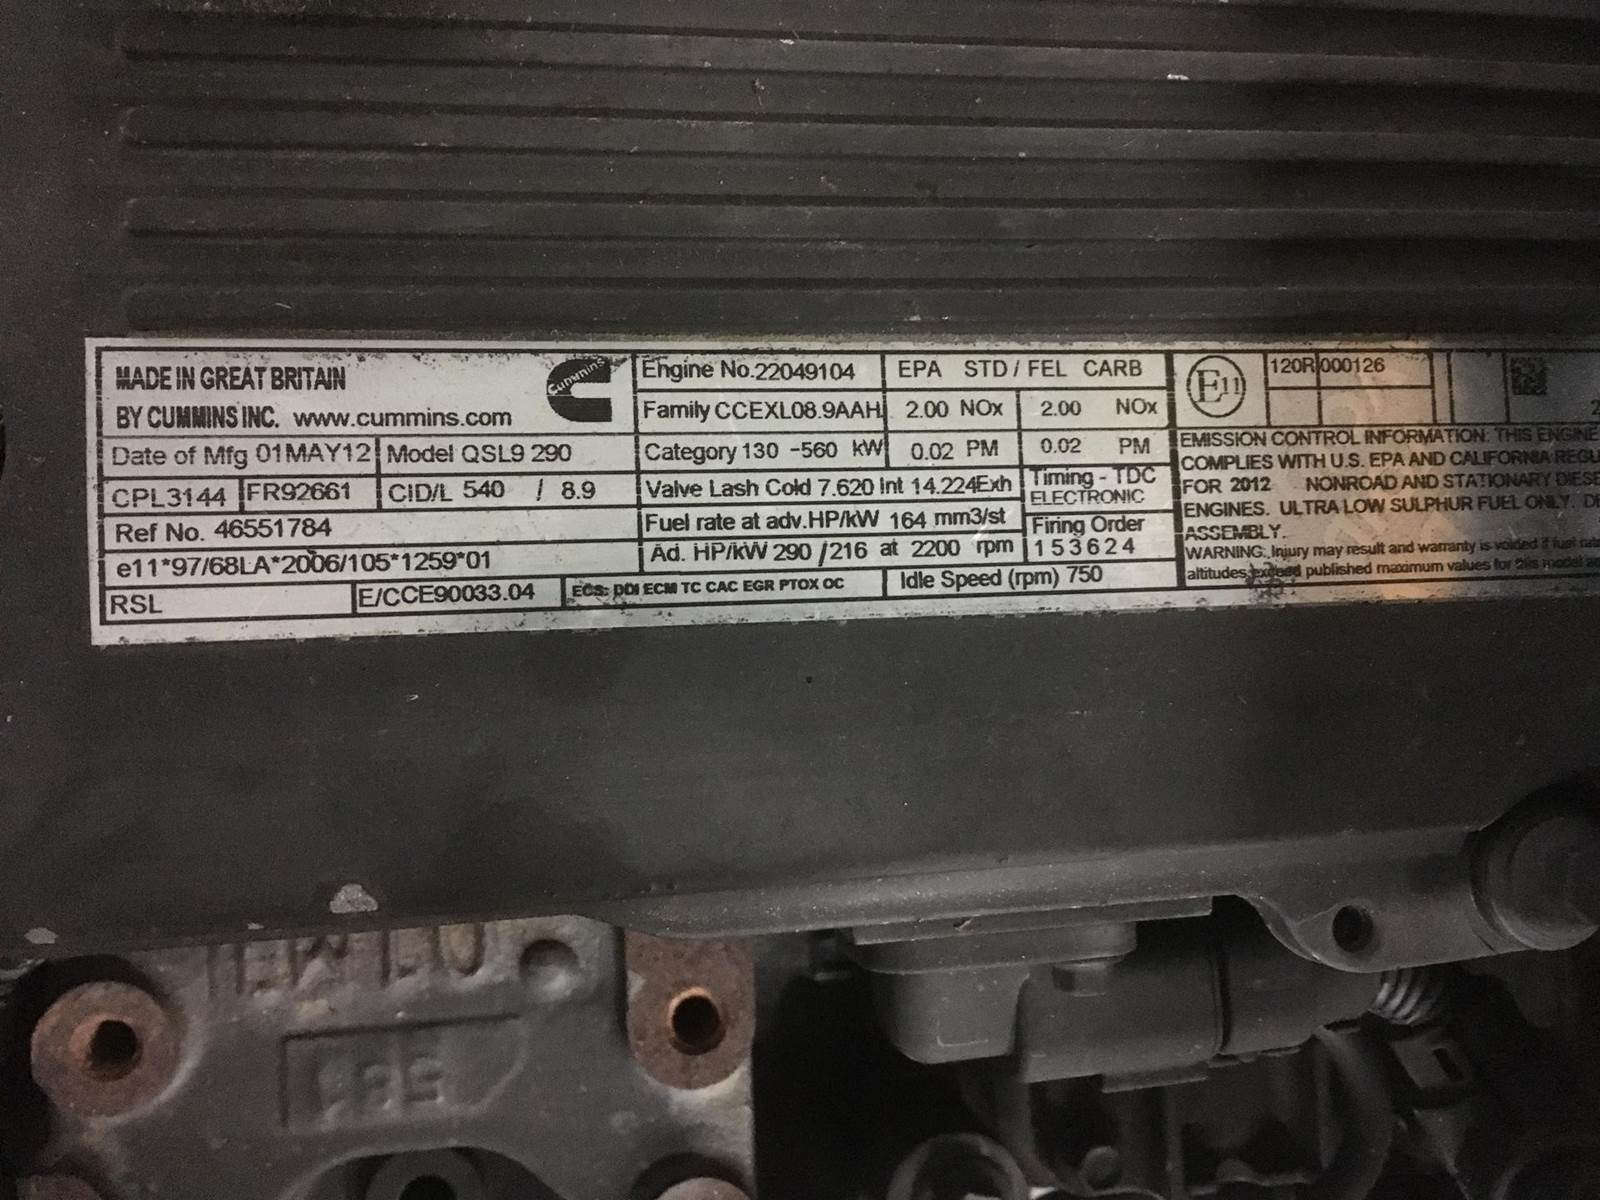 MADE IN GREAT BRITAIN
BY CUMMINS INC. www.cummins.com
Cummins
Date of Mfg 01MAY12 Model QSL9 290
CPL3144 FR92661 CID/L 540 / 8.9
Ref No. 46551784
e11*97/68LA*2006/105*1259*01
RSL E/CCE90033.04 ECS: DDI ECM TC CAC EGR PTOX OC
Engine No.22049104
Family CCEXL08.9AAH
Category 130 -560 kW
Valve Lash Cold 7.620 Int 14.224Exh
Fuel rate at adv.HP/kW 164 mm3/st
Ad. HP/kW 290 /216 at 2200 rpm
Idle Speed (rpm) 750
EPA STD / FEL CARB
2.00 NOx 2.00 NOx
0.02 PM 0.02 PM
Timing - TDC
ELECTRONIC
Firing Order
153624
E11
120R 000126
EMISSION CONTROL INFORMATION: THIS ENGINE
COMPLIES WITH U.S. EPA AND CALIFORNIA REGU
FOR 2012 NONROAD AND STATIONARY DIESE
ENGINES. ULTRA LOW SULPHUR FUEL ONLY.
ASSEMBLY.
WARNING: Injury may result and warranty is voided if fuel rate
altitudes exceed published maximum values for this model